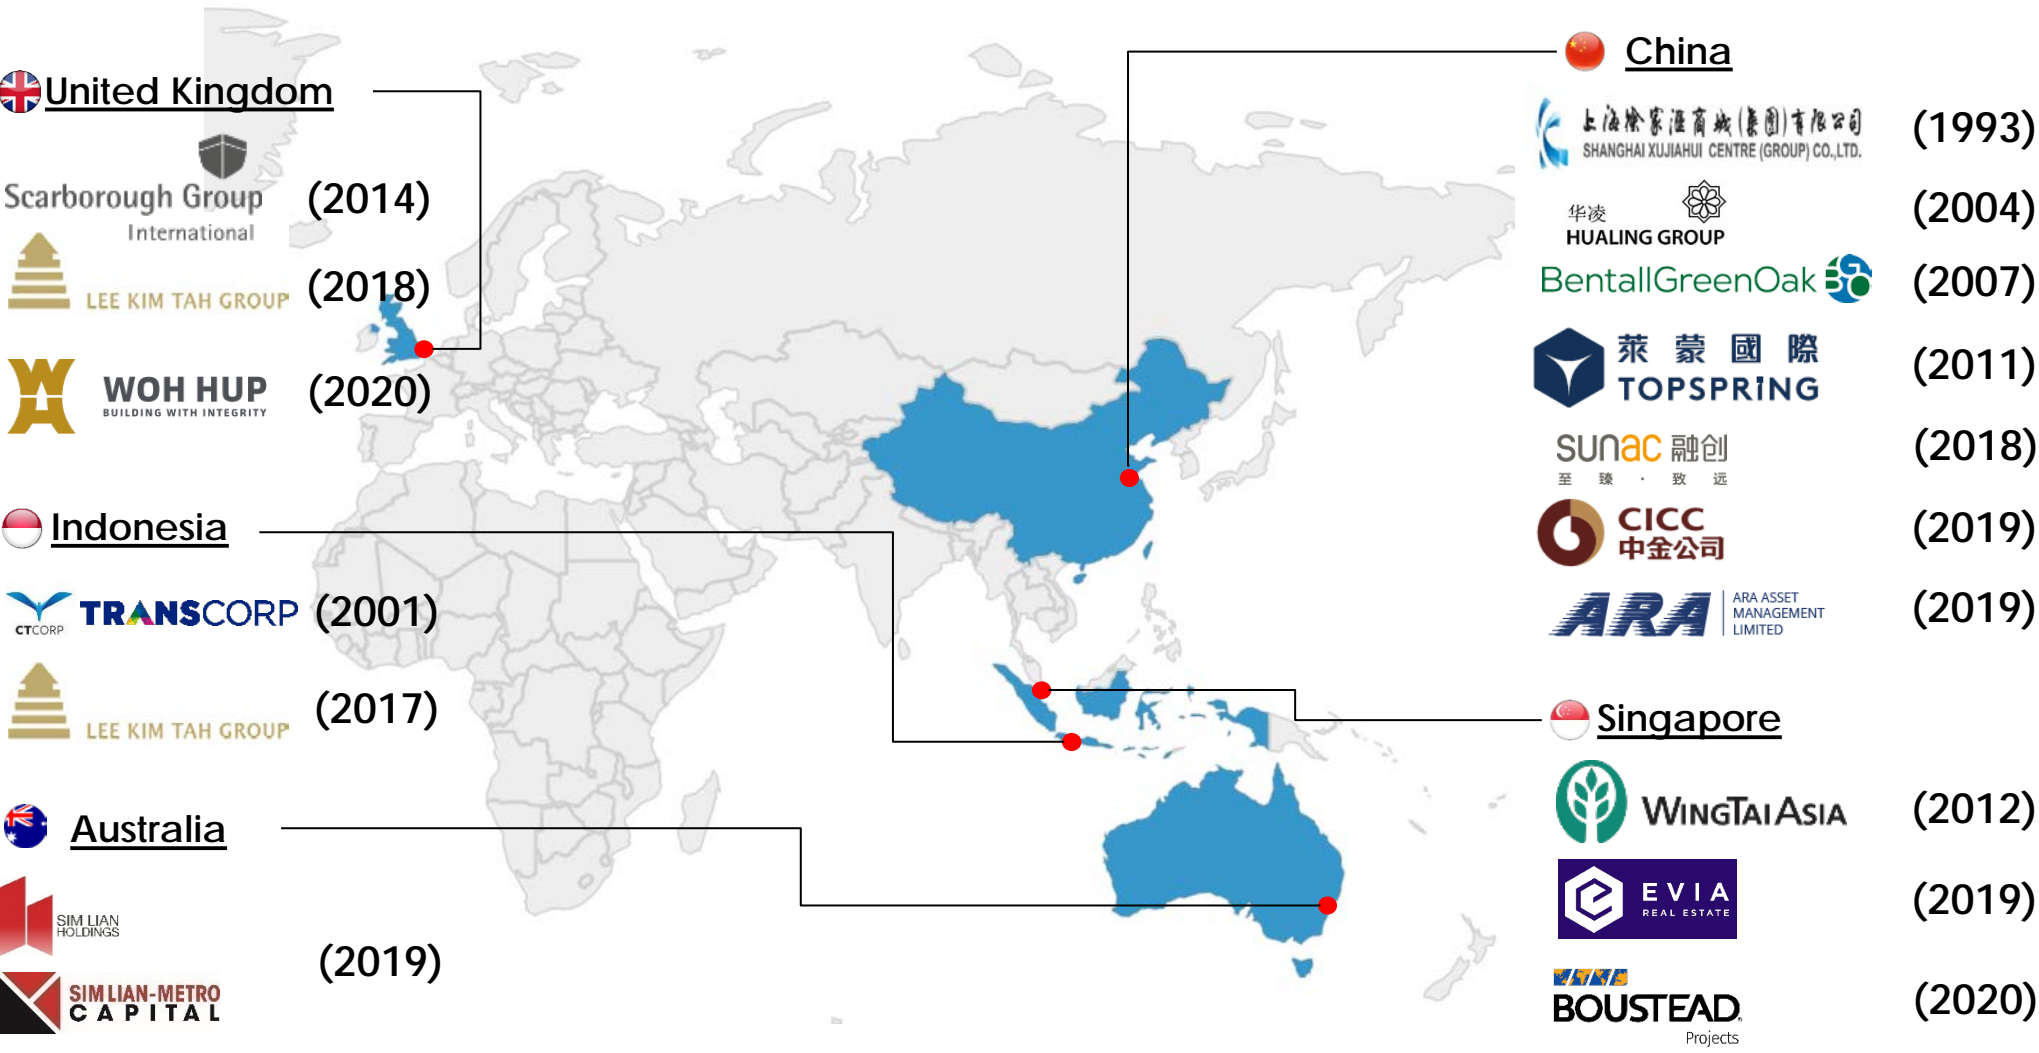 United Kingdom
Scarborough Group
International
(2014)
LEE KIM TAH GROUP
(2018)
WOH HUP
BUILDING WITH INTEGRITY
(2020)
Indonesia
CTCORP
TRANSCORP
(2001)
LEE KIM TAH GROUP
(2017)
Australia
SIM LIAN
HOLDINGS
SIM LIAN-METRO
CAPITAL
(2019)
China
上海徐家汇商城(集团)有限公司
SHANGHAI XUJIAHUI CENTRE (GROUP) CO.,LTD.
(1993)
华凌
HUALING GROUP
(2004)
BentallGreenOak
BGO
(2007)
萊蒙國際
TOPSPRING
(2011)
sunac 融创
至臻·致远
(2018)
CICC
中金公司
(2019)
ARA
ARA ASSET
MANAGEMENT
LIMITED
(2019)
Singapore
WINGTAI ASIA
(2012)
EVIA
REAL ESTATE
(2019)
BOUSTEAD
Projects
(2020)